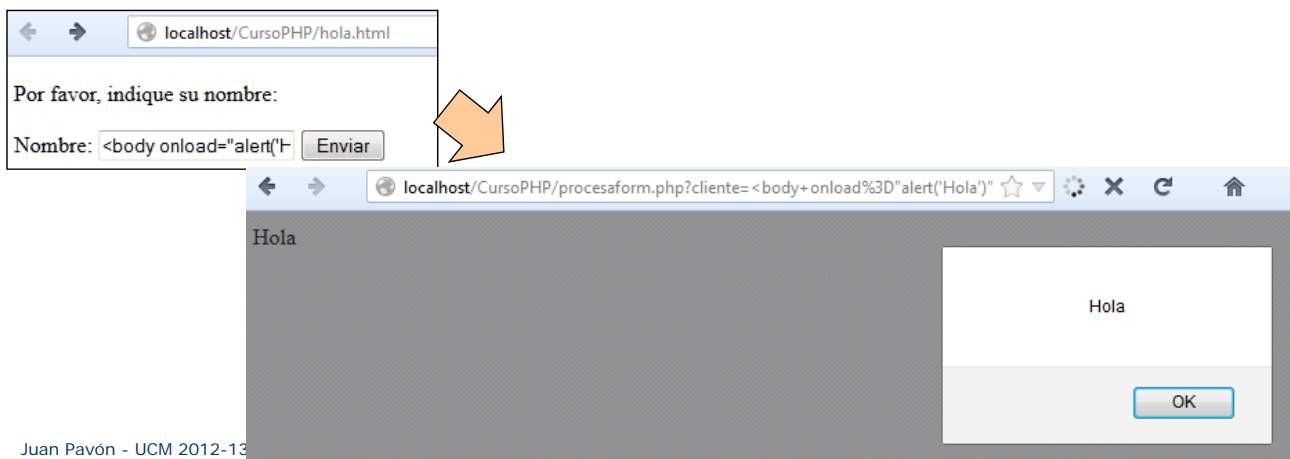 localhost/CursoPHP/hola.html
Por favor, indique su nombre:
Nombre: <body onload="alert('H Enviar
localhost/CursoPHP/procesaform.php?cliente=<body+onload%3D"alert('Hola')"
Hola
Hola
OK
Juan Pavón - UCM 2012-13